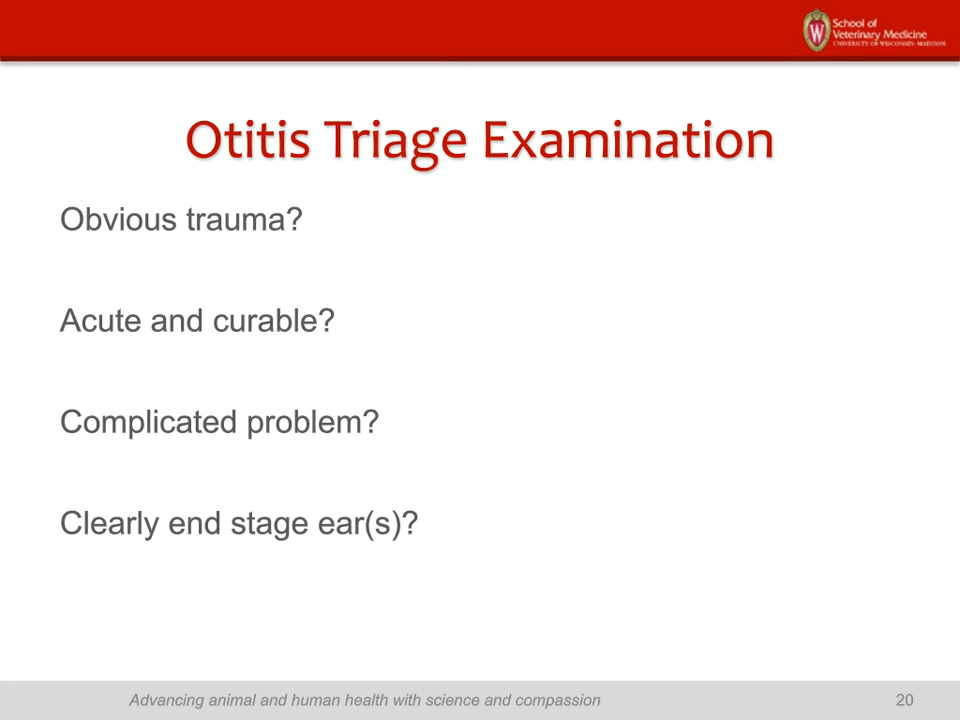 School of
Veterinary Medicine
UNIVERSITY OF WISCONSIN-MADISON
Otitis Triage Examination
Obvious trauma?
Acute and curable?
Complicated problem?
Clearly end stage ear(s)?
Advancing animal and human health with science and compassion
20